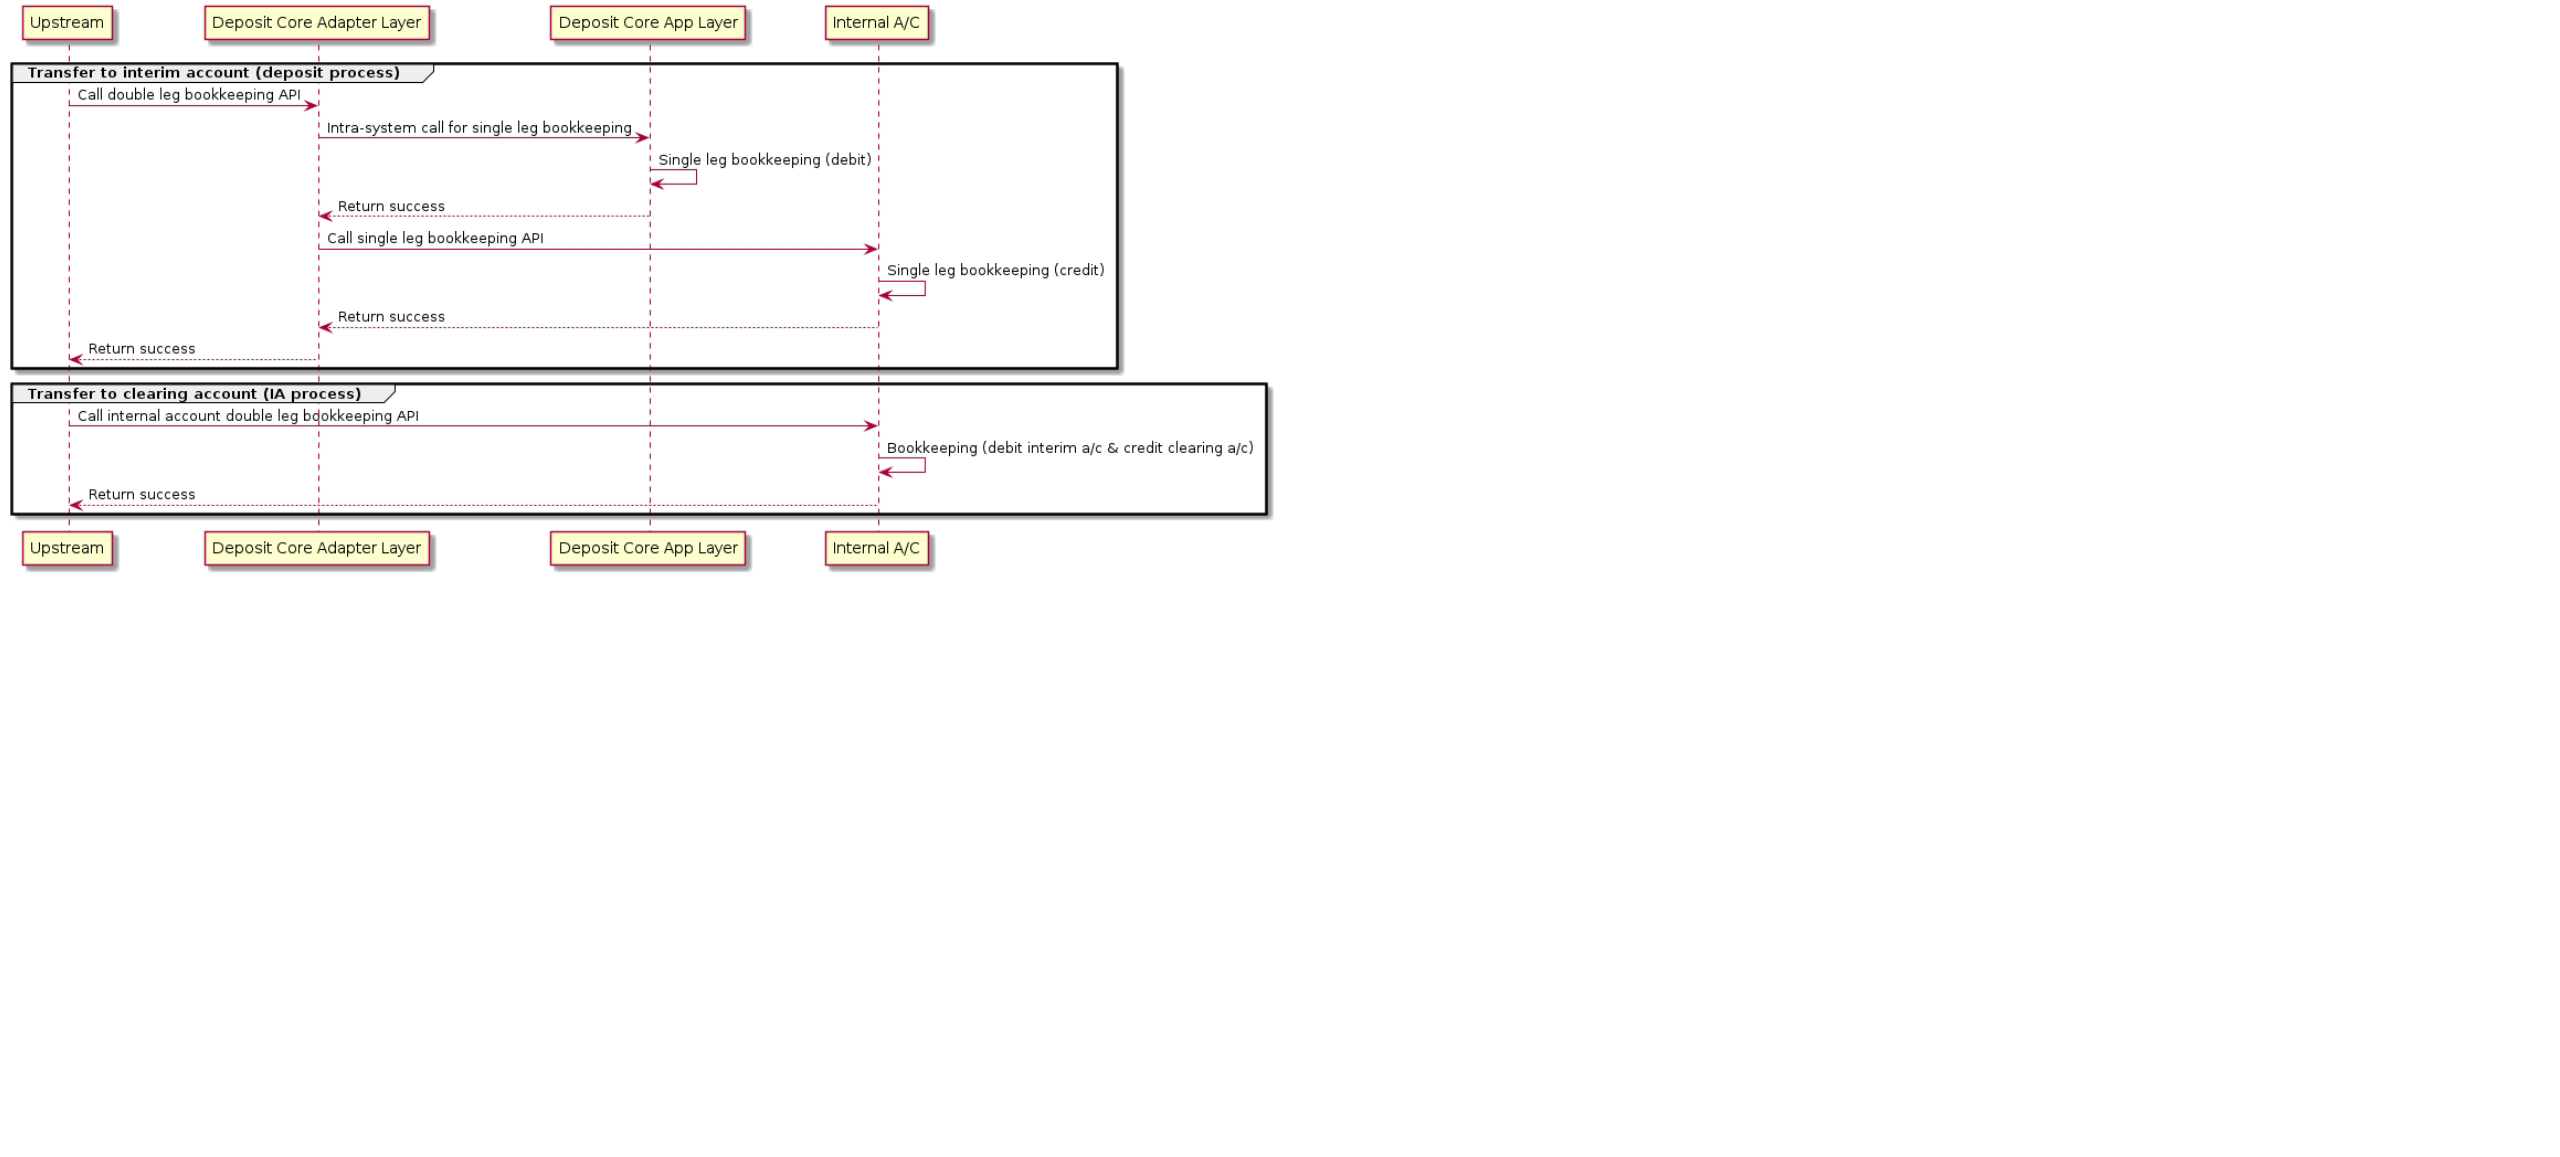 Upstream
Deposit Core Adapter Layer
Deposit Core App Layer
Internal A/C
Transfer to interim account (deposit process)
Call double leg bookkeeping API
Intra-system call for single leg bookkeeping
Single leg bookkeeping (debit)
Return success
Call single leg bookkeeping API
Single leg bookkeeping (credit)
Return success
Return success
Transfer to clearing account (IA process)
Call internal account double leg bookkeeping API
Bookkeeping (debit interim a/c & credit clearing a/c)
Return success
Upstream
Deposit Core Adapter Layer
Deposit Core App Layer
Internal A/C